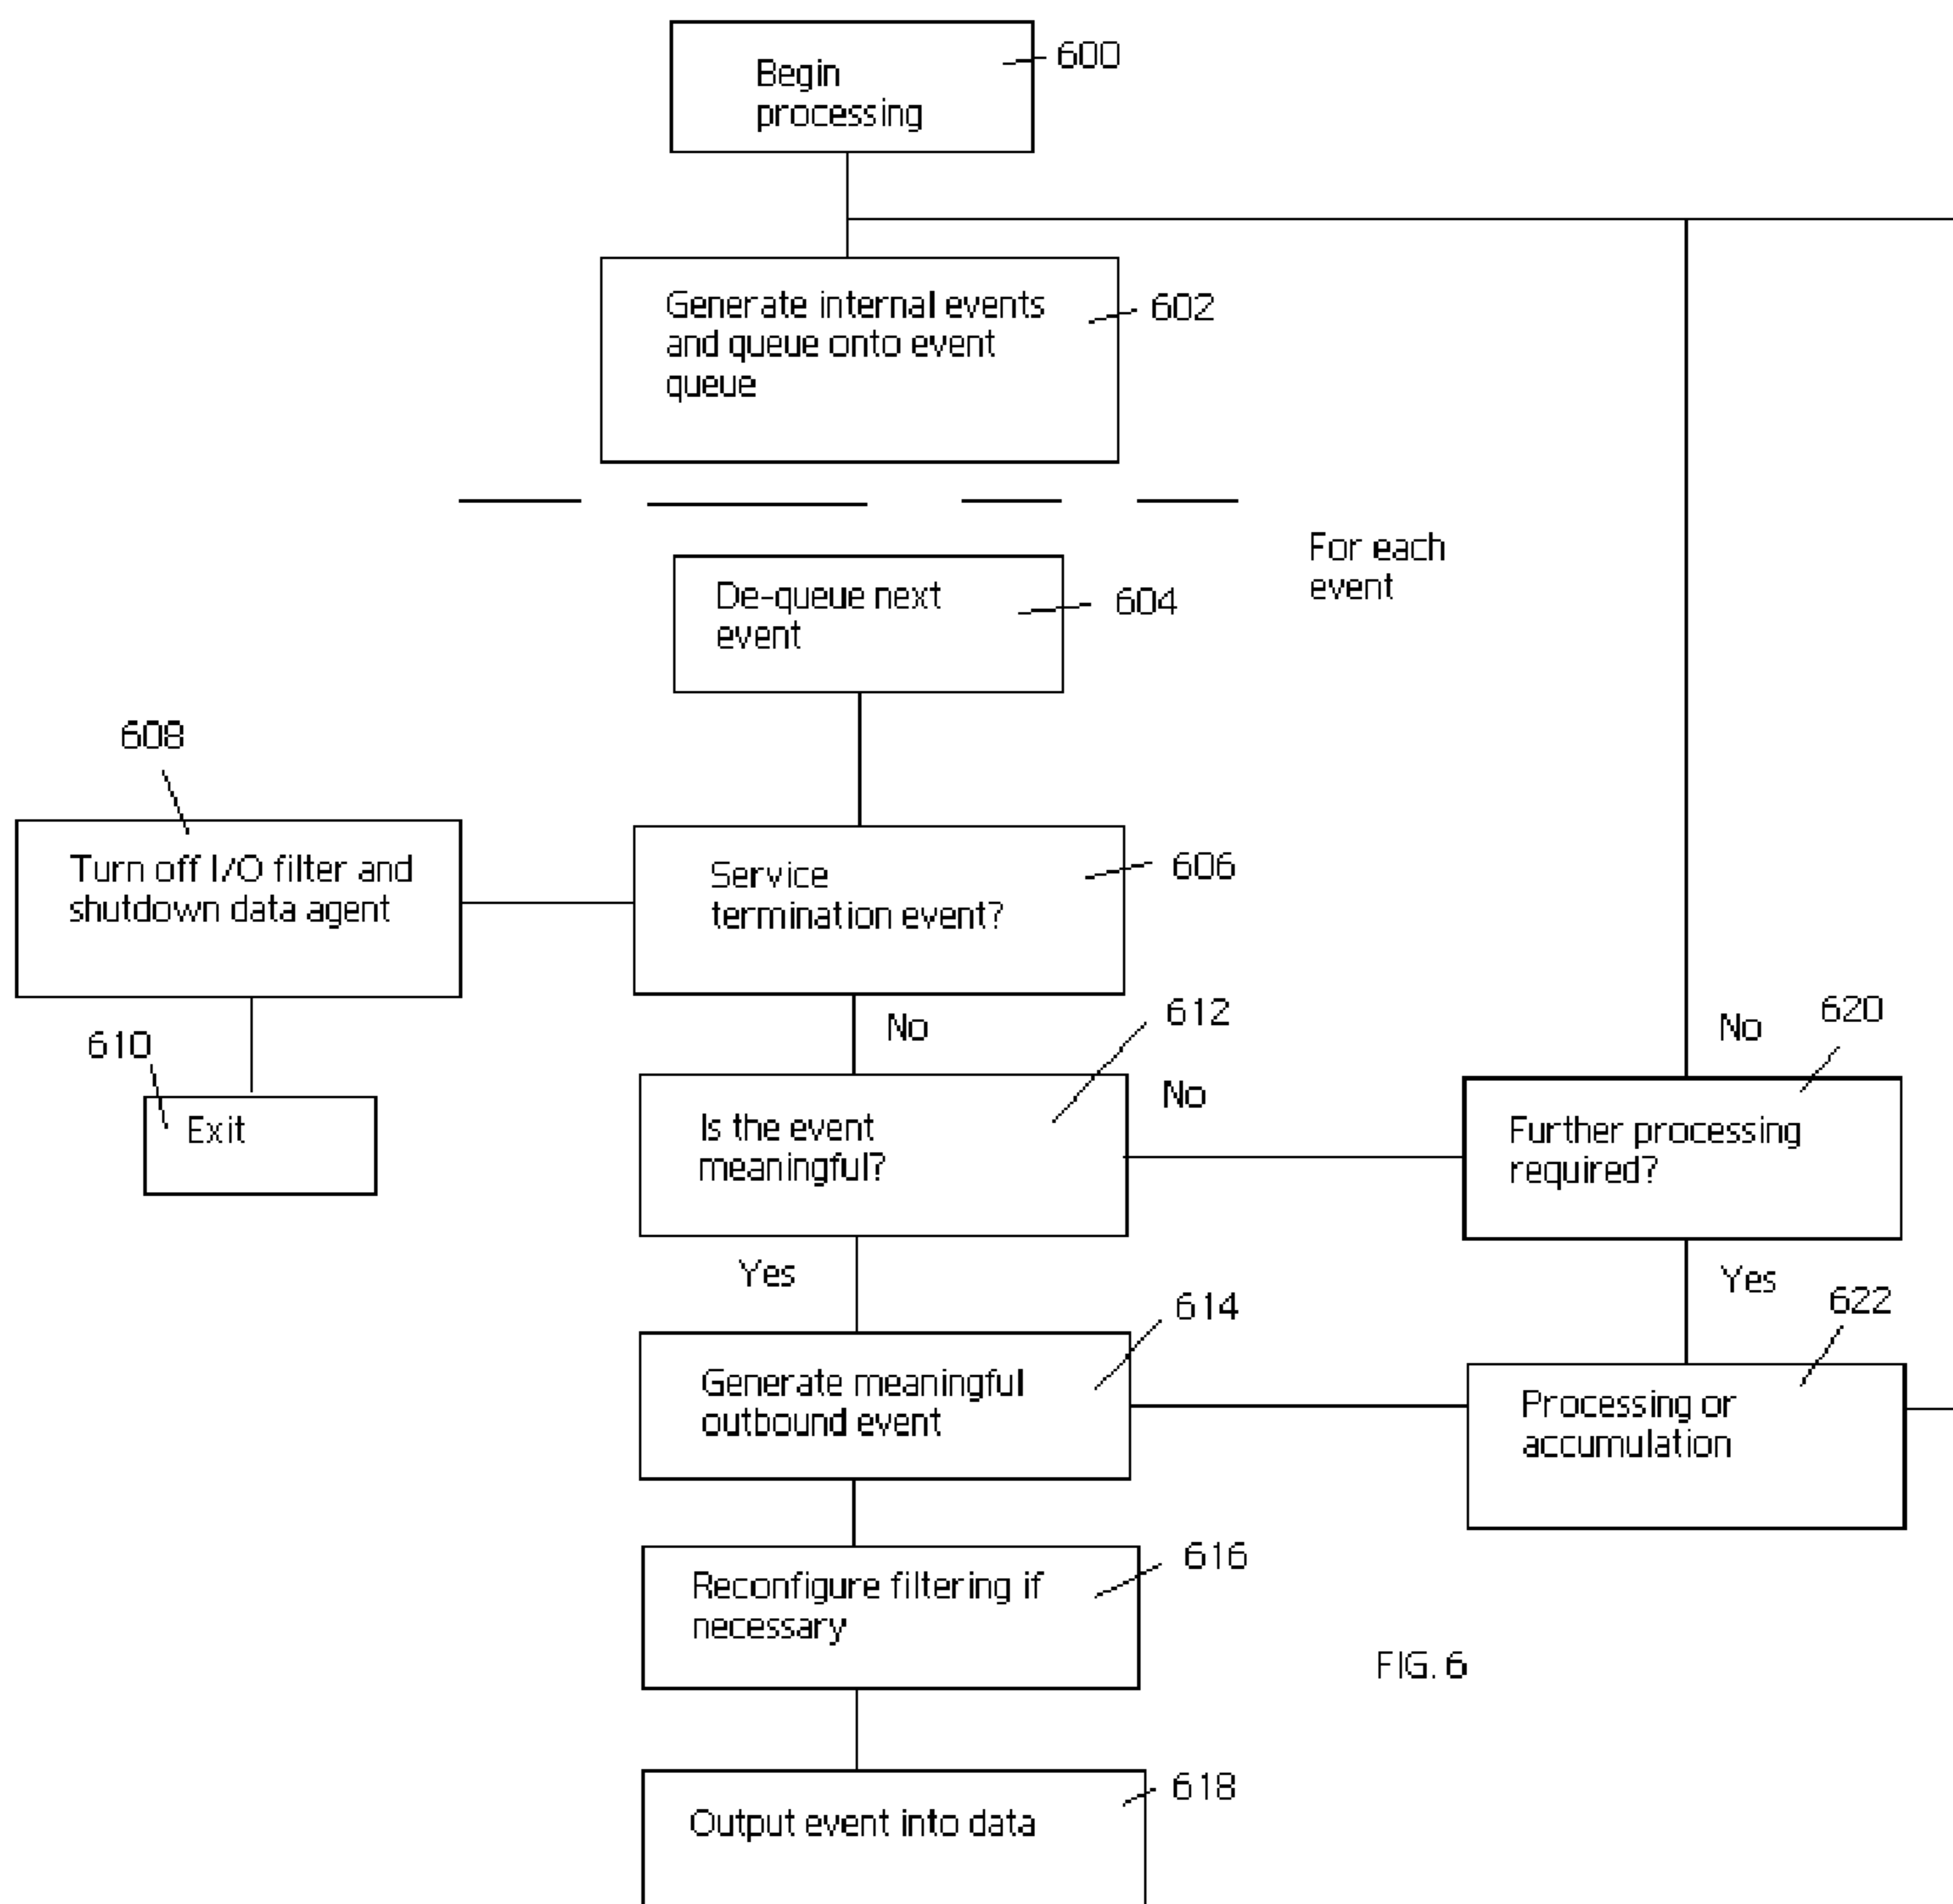 Begin
processing
600
Generate internal events
and queue onto event
queue
602
For each
event
De-queue next
event
604
608
Turn off I/O filter and
shutdown data agent
Service
termination event?
606
No
612
No
620
610
Exit
Is the event
meaningful?
No
Further processing
required?
Yes
Yes
614
622
Generate meaningful
outbound event
Processing or
accumulation
616
Reconfigure filtering if
necessary
FIG. 6
618
Output event into data